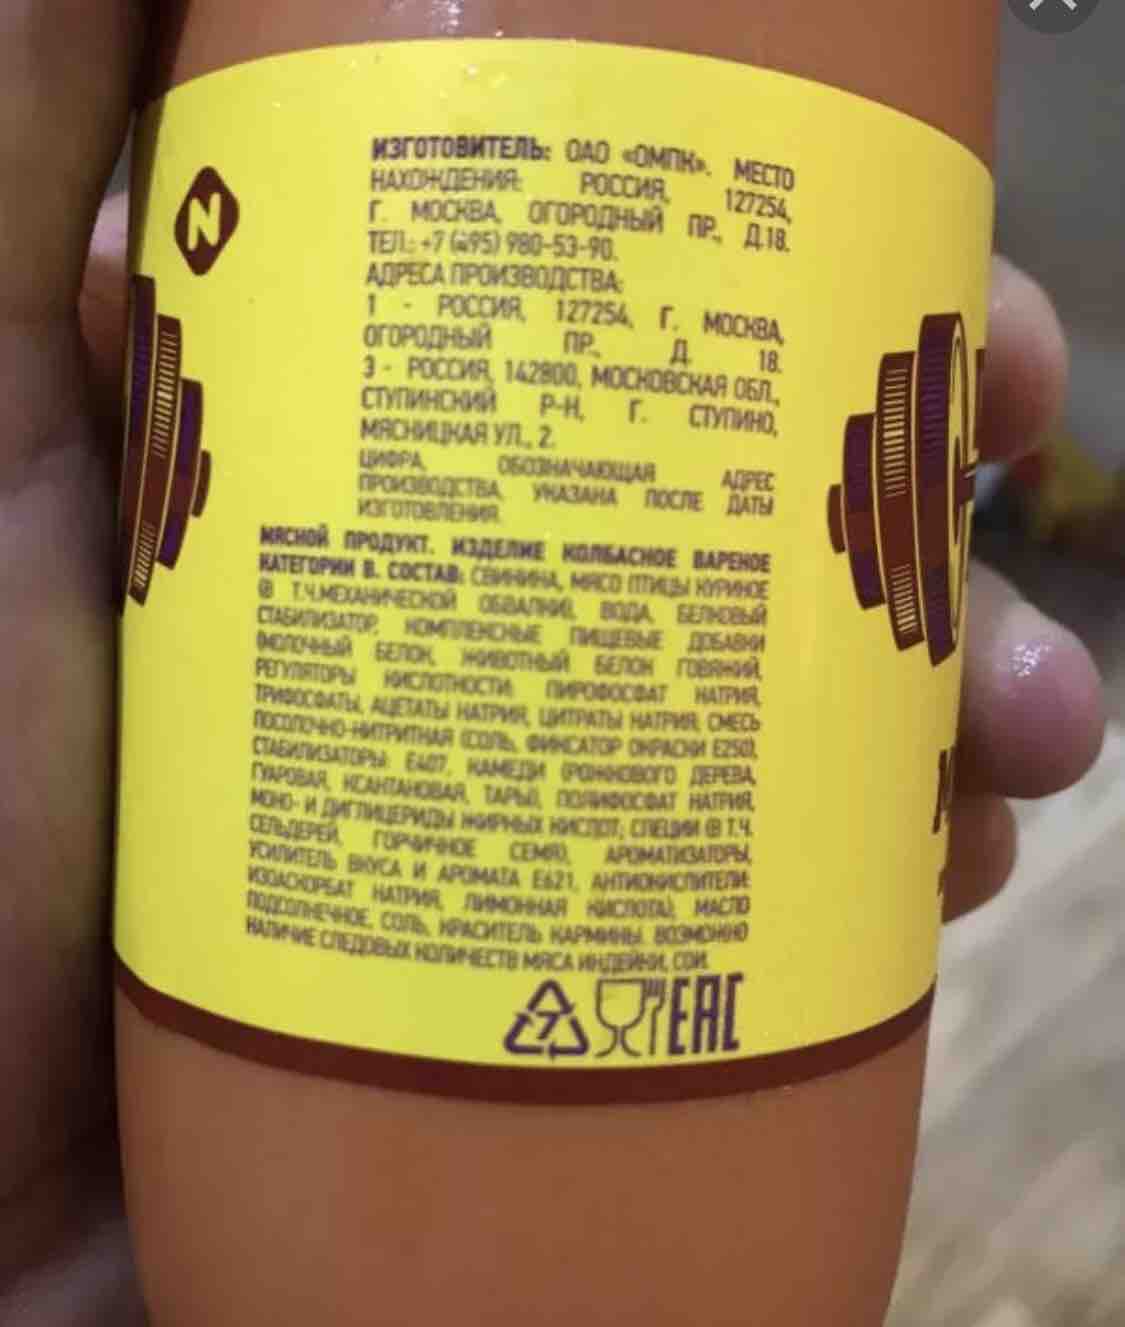 N
ИЗГОТОВИТЕЛЬ: ОАО «ОМПК». МЕСТО
НАХОЖДЕНИЯ: РОССИЯ, 127254,
Г. МОСКВА, ОГОРОДНЫЙ ПР., Д.18.
ТЕЛ.: +7 (495) 980-53-90.
АДРЕСА ПРОИЗВОДСТВА:
1 - РОССИЯ, 127254, Г. МОСКВА,
ОГОРОДНЫЙ ПР., Д. 18.
3 - РОССИЯ, 142800, МОСКОВСКАЯ ОБЛ.,
СТУПИНСКИЙ Р-Н, Г. СТУПИНО,
МЯСНИЦКАЯ УЛ., 2.
ЦИФРА, ОБОЗНАЧАЮЩАЯ АДРЕС
ПРОИЗВОДСТВА, УКАЗАНА ПОСЛЕ ДАТЫ
ИЗГОТОВЛЕНИЯ.
МЯСНОЙ ПРОДУКТ. ИЗДЕЛИЕ КОЛБАСНОЕ ВАРЕНОЕ
КАТЕГОРИИ В. СОСТАВ: СВИНИНА, МЯСО ПТИЦЫ КУРИНОЕ
(В Т.Ч.МЕХАНИЧЕСКОЙ ОБВАЛКИ), ВОДА, БЕЛКОВЫЙ
СТАБИЛИЗАТОР, КОМПЛЕКСНЫЕ ПИЩЕВЫЕ ДОБАВКИ
(МОЛОЧНЫЙ БЕЛОК, ЖИВОТНЫЙ БЕЛОК ГОВЯЖИЙ,
РЕГУЛЯТОРЫ КИСЛОТНОСТИ: ПИРОФОСФАТ НАТРИЯ,
ТРИФОСФАТЫ, АЦЕТАТЫ НАТРИЯ, ЦИТРАТЫ НАТРИЯ, СМЕСЬ
ПОСОЛОЧНО-НИТРИТНАЯ (СОЛЬ, ФИКСАТОР ОКРАСКИ Е250),
СТАБИЛИЗАТОРЫ: Е407, КАМЕДИ (РОЖКОВОГО ДЕРЕВА,
ГУАРОВАЯ, КСАНТАНОВАЯ, ТАРЫ), ПОЛИФОСФАТ НАТРИЯ,
МОНО- И ДИГЛИЦЕРИДЫ ЖИРНЫХ КИСЛОТ; СПЕЦИИ (В Т.Ч.
СЕЛЬДЕРЕЙ, ГОРЧИЧНОЕ СЕМЯ), АРОМАТИЗАТОРЫ,
УСИЛИТЕЛЬ ВКУСА И АРОМАТА Е621, АНТИОКИСЛИТЕЛИ:
ИЗОАСКОРБАТ НАТРИЯ, ЛИМОННАЯ КИСЛОТА), МАСЛО
ПОДСОЛНЕЧНОЕ, СОЛЬ, КРАСИТЕЛЬ КАРМИНЫ. ВОЗМОЖНО
НАЛИЧИЕ СЛЕДОВЫХ КОЛИЧЕСТВ МЯСА ИНДЕЙКИ, СОИ.
7 EAC